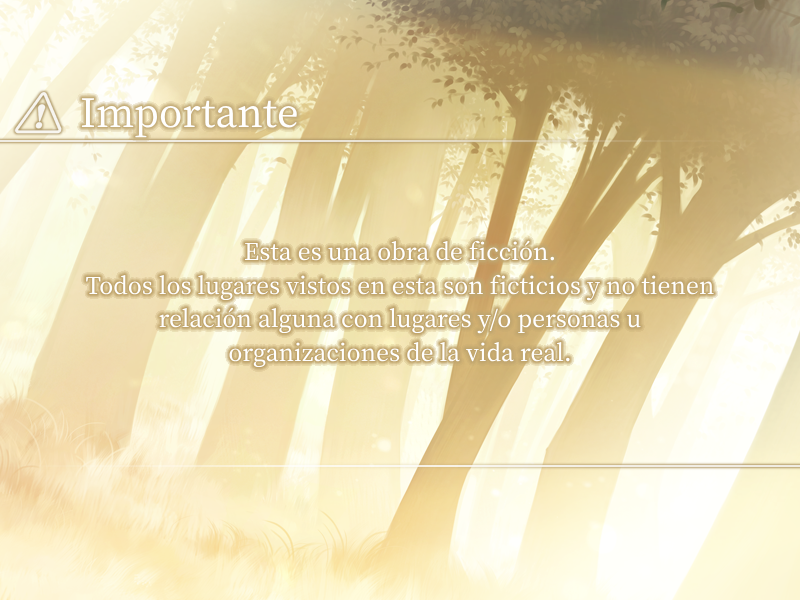 Importante
Esta es una obra de ficción.
Todos los lugares vistos en esta son ficticios y no tienen
relación alguna con lugares y/o personas u
organizaciones de la vida real.